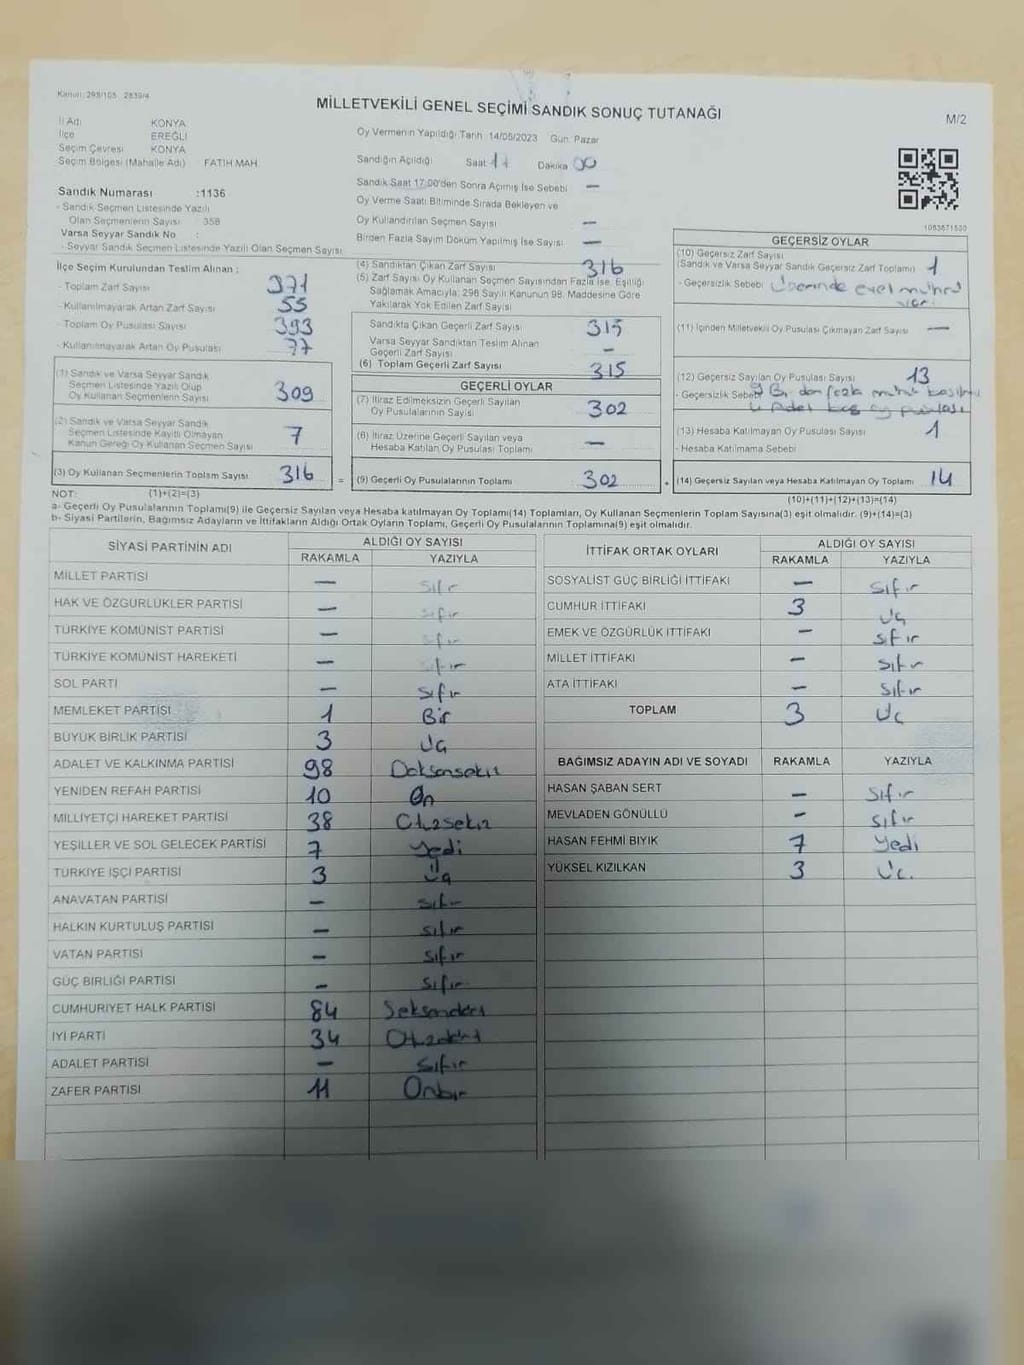 Kanun: 298/105 2839/4
MİLLETVEKİLİ GENEL SEÇİMİ SANDIK SONUÇ TUTANAĞI
M/2
İl Adı KONYA
İlçe EREĞLİ
Seçim Çevresi KONYA
Seçim Bölgesi (Mahalle Adı) FATİH MAH.
Sandık Numarası :1136
- Sandık Seçmen Listesinde Yazılı
Olan Seçmenlerin Sayısı 358
Varsa Seyyar Sandık No :
- Seyyar Sandık Seçmen Listesinde Yazılı Olan Seçmen Sayısı
Oy Vermenin Yapıldığı Tarih 14/05/2023 Gün: Pazar
Sandığın Açıldığı Saat Dakika 00
Sandık Saat 17.00'den Sonra Açılmış İse Sebebi —
Oy Verme Saati Bitiminde Sırada Bekleyen ve
Oy Kullandırılan Seçmen Sayısı —
Birden Fazla Sayım Döküm Yapılmış İse Sayısı —
1063671500
İlçe Seçim Kurulundan Teslim Alınan :
- Toplam Zarf Sayısı 371
- Kullanılmayarak Artan Zarf Sayısı 55
- Toplam Oy Pusulası Sayısı 393
- Kullanılmayarak Artan Oy Pusulası 77
(1) Sandık ve Varsa Seyyar Sandık
Seçmen Listesinde Yazılı Olup
Oy Kullanan Seçmenlerin Sayısı 309
(2) Sandık ve Varsa Seyyar Sandık
Seçmen Listesinde Kayıtlı Olmayan
Kanun Gereği Oy Kullanan Seçmen Sayısı 7
(3) Oy Kullanan Seçmenlerin Toplam Sayısı 316
=
(4) Sandıktan Çıkan Zarf Sayısı 316
(5) Zarf Sayısı Oy Kullanan Seçmen Sayısından Fazla İse, Eşitliği
Sağlamak Amacıyla; 298 Sayılı Kanunun 98. Maddesine Göre
Yakılarak Yok Edilen Zarf Sayısı
Sandıkta Çıkan Geçerli Zarf Sayısı 315
Varsa Seyyar Sandıktan Teslim Alınan
Geçerli Zarf Sayısı —
(6) Toplam Geçerli Zarf Sayısı 315
GEÇERLİ OYLAR
(7) İtiraz Edilmeksizin Geçerli Sayılan
Oy Pusulalarının Sayısı 302
(8) İtiraz Üzerine Geçerli Sayılan veya
Hesaba Katılan Oy Pusulası Toplamı —
(9) Geçerli Oy Pusulalarının Toplamı 302
+
GEÇERSİZ OYLAR
(10) Geçersiz Zarf Sayısı
(Sandık ve Varsa Seyyar Sandık Geçersiz Zarf Toplamı) 1
- Geçersizlik Sebebi Üzerinde evet mührü
var.
(11) İçinden Milletvekili Oy Pusulası Çıkmayan Zarf Sayısı —
(12) Geçersiz Sayılan Oy Pusulası Sayısı 13
- Geçersizlik Sebebi 9 Bir den fazla mühür basılmış
4 Adet boş oy pusulası
(13) Hesaba Katılmayan Oy Pusulası Sayısı 1
- Hesaba Katılmama Sebebi
(14) Geçersiz Sayılan veya Hesaba Katılmayan Oy Toplamı 14
NOT: (1)+(2)=(3)
(10)+(11)+(12)+(13)=(14)
a- Geçerli Oy Pusulalarının Toplamı(9) ile Geçersiz Sayılan veya Hesaba katılmayan Oy Toplamı(14) Toplamları, Oy Kullanan Seçmenlerin Toplam Sayısına(3) eşit olmalıdır. (9)+(14)=(3)
b- Siyasi Partilerin, Bağımsız Adayların ve İttifakların Aldığı Ortak Oyların Toplamı, Geçerli Oy Pusulalarının Toplamına(9) eşit olmalıdır.
SİYASİ PARTİNİN ADI ALDIĞI OY SAYISI
RAKAMLA YAZIYLA
MİLLET PARTİSİ — Sıfır
HAK VE ÖZGÜRLÜKLER PARTİSİ — Sıfır
TÜRKİYE KOMÜNİST PARTİSİ — Sıfır
TÜRKİYE KOMÜNİST HAREKETİ — Sıfır
SOL PARTİ — Sıfır
MEMLEKET PARTİSİ 1 Bir
BÜYÜK BİRLİK PARTİSİ 3 Üç
ADALET VE KALKINMA PARTİSİ 98 Doksansekiz
YENİDEN REFAH PARTİSİ 10 On
MİLLİYETÇİ HAREKET PARTİSİ 38 Otuzsekiz
YEŞİLLER VE SOL GELECEK PARTİSİ 7 Yedi
TÜRKİYE İŞÇİ PARTİSİ 3 Üç
ANAVATAN PARTİSİ — Sıfır
HALKIN KURTULUŞ PARTİSİ — Sıfır
VATAN PARTİSİ — Sıfır
GÜÇ BİRLİĞİ PARTİSİ — Sıfır
CUMHURİYET HALK PARTİSİ 84 Seksendört
İYİ PARTİ 34 Otuzdört
ADALET PARTİSİ — Sıfır
ZAFER PARTİSİ 11 Onbir
İTTİFAK ORTAK OYLARI ALDIĞI OY SAYISI
RAKAMLA YAZIYLA
SOSYALİST GÜÇ BİRLİĞİ İTTİFAKI — Sıfır
CUMHUR İTTİFAKI 3 Üç
EMEK VE ÖZGÜRLÜK İTTİFAKI — Sıfır
MİLLET İTTİFAKI — Sıfır
ATA İTTİFAKI — Sıfır
TOPLAM 3 Üç
BAĞIMSIZ ADAYIN ADI VE SOYADI RAKAMLA YAZIYLA
HASAN ŞABAN SERT — Sıfır
MEVLADEN GÖNÜLLÜ — Sıfır
HASAN FEHMİ BIYIK 7 Yedi
YÜKSEL KIZILKAN 3 Üç.